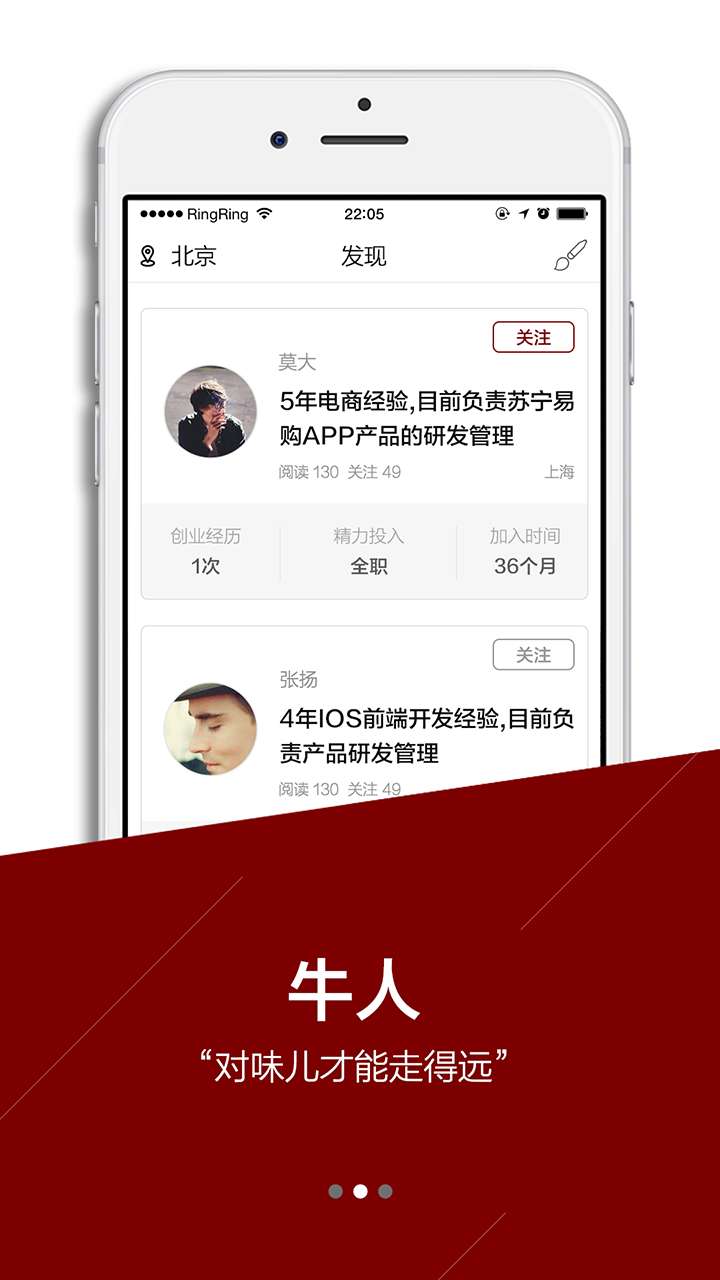 RingRing 22:05
北京 发现
关注
莫大
5年电商经验,目前负责苏宁易
购APP产品的研发管理
阅读 130 关注 49 上海
创业经历 精力投入 加入时间
1次 全职 36个月
关注
张扬
4年IOS前端开发经验,目前负
责产品研发管理
阅读 130 关注 49
牛人
“对味儿才能走得远”